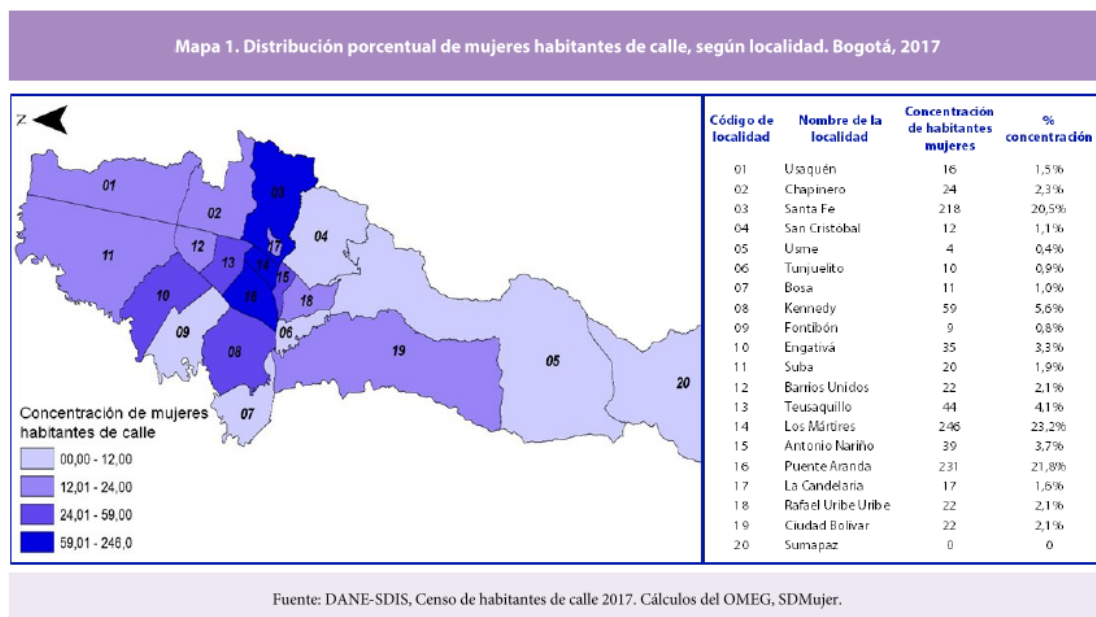 Mapa 1. Distribución porcentual de mujeres habitantes de calle, según localidad. Bogotá, 2017
Z
01
02
03
04
11
12
13
17
14
15
16
10
18
09
06
08
19
05
20
07
Concentración de mujeres
habitantes de calle
00,00 - 12,00
12,01 - 24,00
24,01 - 59,00
59,01 - 246,0
Código de localidad Nombre de la localidad Concentración de habitantes mujeres % concentración
01 Usaquén 16 1,5%
02 Chapinero 24 2,3%
03 Santa Fe 218 20,5%
04 San Cristóbal 12 1,1%
05 Usme 4 0,4%
06 Tunjuelito 10 0,9%
07 Bosa 11 1,0%
08 Kennedy 59 5,6%
09 Fontibón 9 0,8%
10 Engativá 35 3,3%
11 Suba 20 1,9%
12 Barrios Unidos 22 2,1%
13 Teusaquillo 44 4,1%
14 Los Mártires 246 23,2%
15 Antonio Nariño 39 3,7%
16 Puente Aranda 231 21,8%
17 La Candelaria 17 1,6%
18 Rafael Uribe Uribe 22 2,1%
19 Ciudad Bolívar 22 2,1%
20 Sumapaz 0 0
Fuente: DANE-SDIS, Censo de habitantes de calle 2017. Cálculos del OMEG, SDMujer.